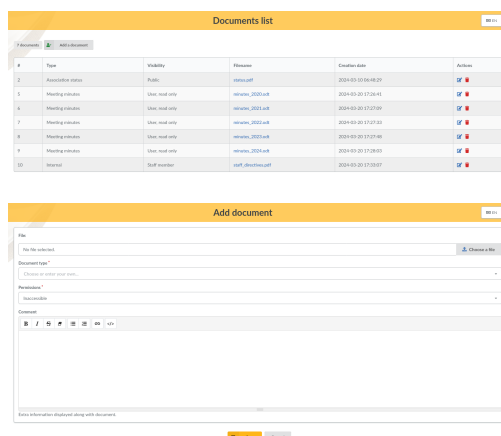 Documents list
EN
7 documents Add a document
# Type Visibility Filename Creation date Actions
2 Association status Public status.pdf 2024-03-10 06:48:29
5 Meeting minutes User, read only minutes_2020.odt 2024-03-20 17:26:41
6 Meeting minutes User, read only minutes_2021.odt 2024-03-20 17:27:09
7 Meeting minutes User, read only minutes_2022.odt 2024-03-20 17:27:33
8 Meeting minutes User, read only minutes_2023.odt 2024-03-20 17:27:48
9 Meeting minutes User, read only minutes_2024.odt 2024-03-20 17:28:03
10 Internal Staff member staff_directives.pdf 2024-03-20 17:33:07
Add document
EN
File
No file selected Choose a file
Document type *
Choose or enter your own...
Permissions *
Inaccessible
Comment
B I S </>
Extra information displayed along with document